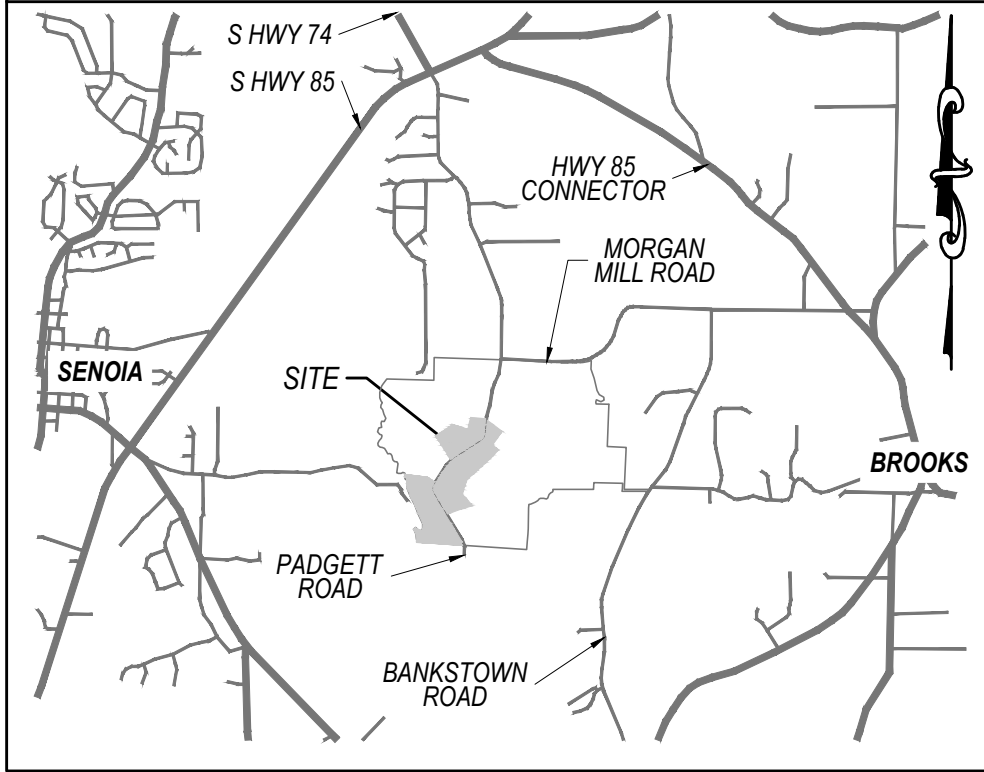 S HWY 74
S HWY 85
HWY 85
CONNECTOR
MORGAN
MILL ROAD
SENOIA
SITE
BROOKS
PADGETT
ROAD
BANKSTOWN
ROAD